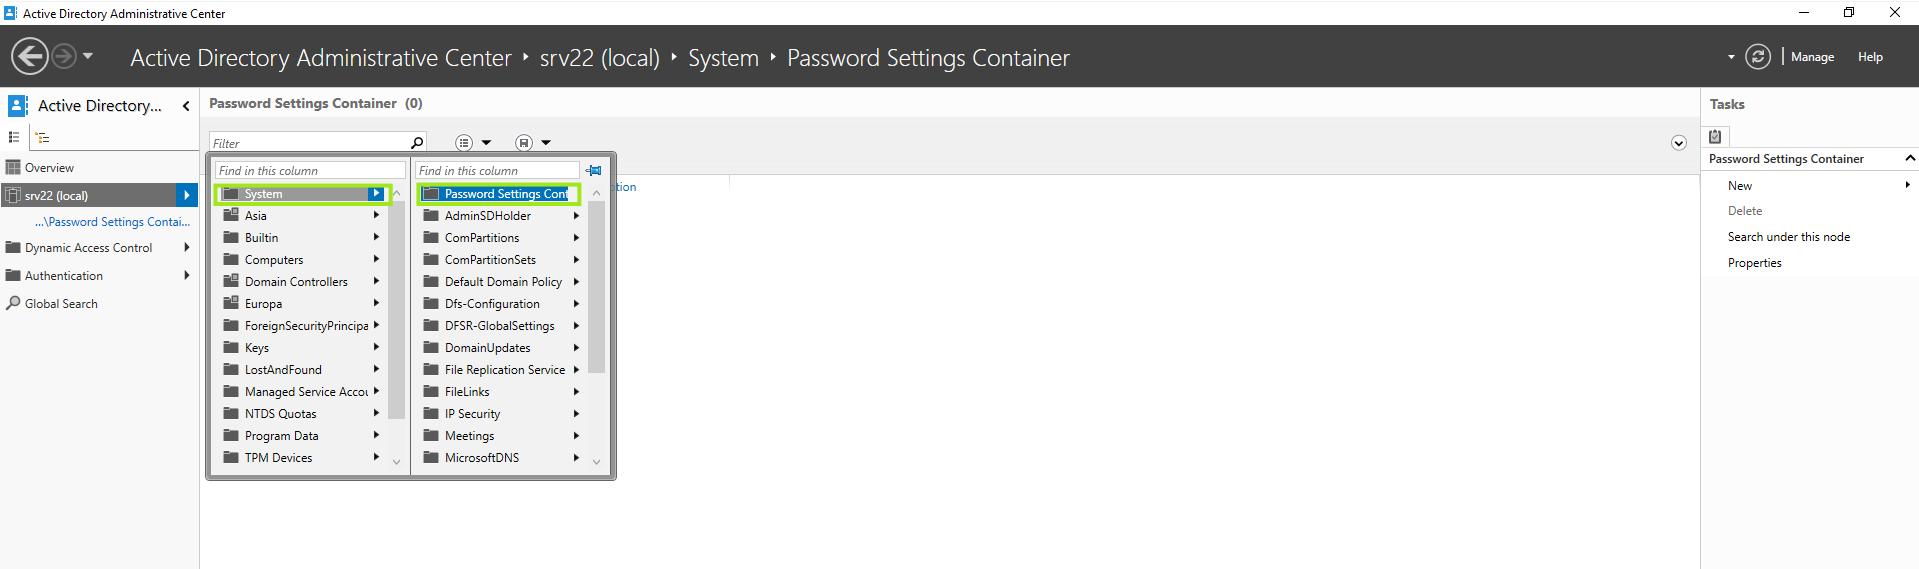 Active Directory Administrative Center
Active Directory Administrative Center srv22 (local) System Password Settings Container
Manage Help
Active Directory...
Overview
srv22 (local)
...\Password Settings Contai...
Dynamic Access Control
Authentication
Global Search
Password Settings Container (0)
Filter
Find in this column
System
Asia
Builtin
Computers
Domain Controllers
Europa
ForeignSecurityPrincipa
Keys
LostAndFound
Managed Service Accou
NTDS Quotas
Program Data
TPM Devices
Find in this column
Password Settings Cont
AdminSDHolder
ComPartitions
ComPartitionSets
Default Domain Policy
Dfs-Configuration
DFSR-GlobalSettings
DomainUpdates
File Replication Service
FileLinks
IP Security
Meetings
MicrosoftDNS
tion
Tasks
Password Settings Container
New
Delete
Search under this node
Properties